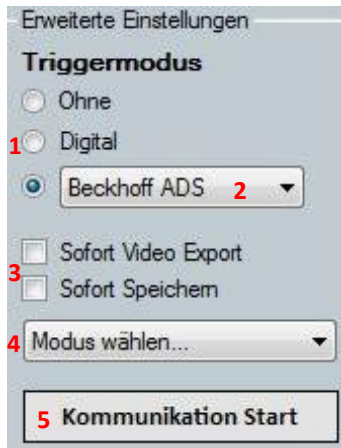 Erweiterte Einstellungen
Triggermodus
Ohne
1 Digital
Beckhoff ADS 2
Sofort Video Export
3
Sofort Speichern
4 Modus wählen...
5 Kommunikation Start